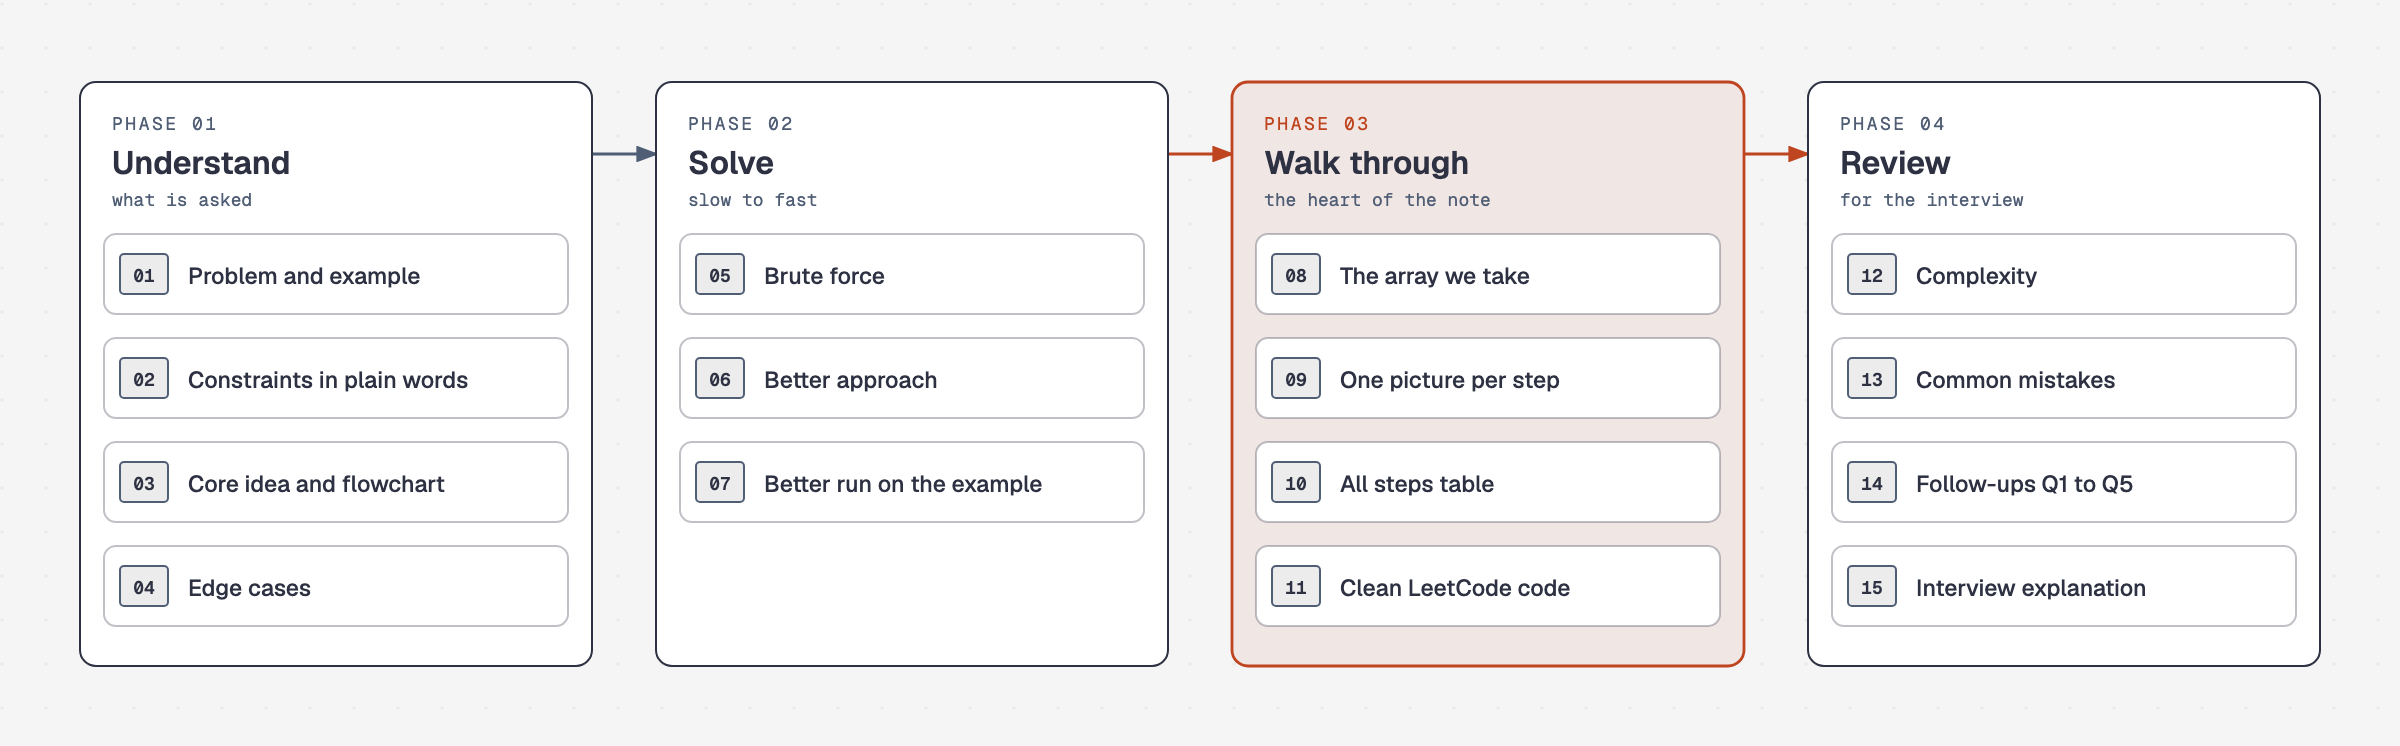 PHASE 01
Understand
what is asked
01 Problem and example
02 Constraints in plain words
03 Core idea and flowchart
04 Edge cases
PHASE 02
Solve
slow to fast
05 Brute force
06 Better approach
07 Better run on the example
PHASE 03
Walk through
the heart of the note
08 The array we take
09 One picture per step
10 All steps table
11 Clean LeetCode code
PHASE 04
Review
for the interview
12 Complexity
13 Common mistakes
14 Follow-ups Q1 to Q5
15 Interview explanation